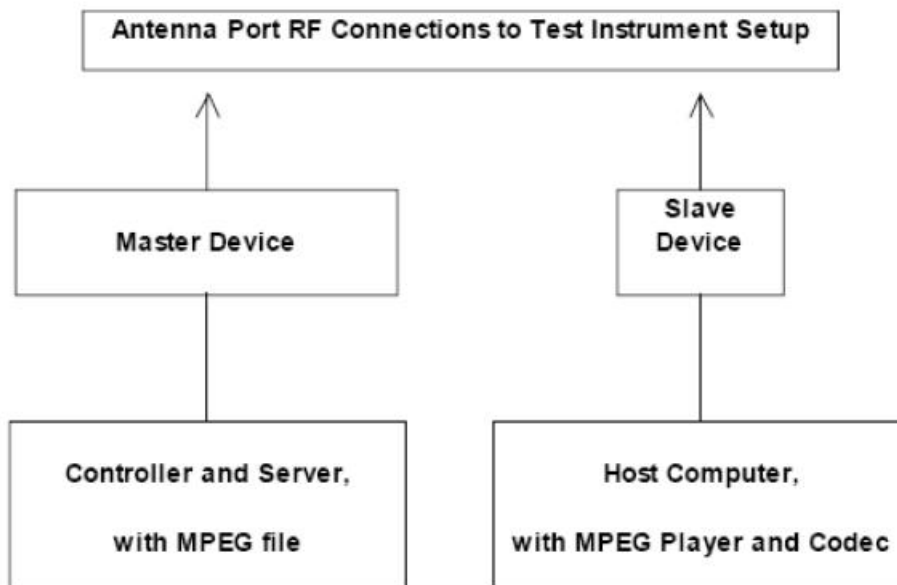 Antenna Port RF Connections to Test Instrument Setup
Master Device
Slave
Device
Controller and Server,
with MPEG file
Host Computer,
with MPEG Player and Codec